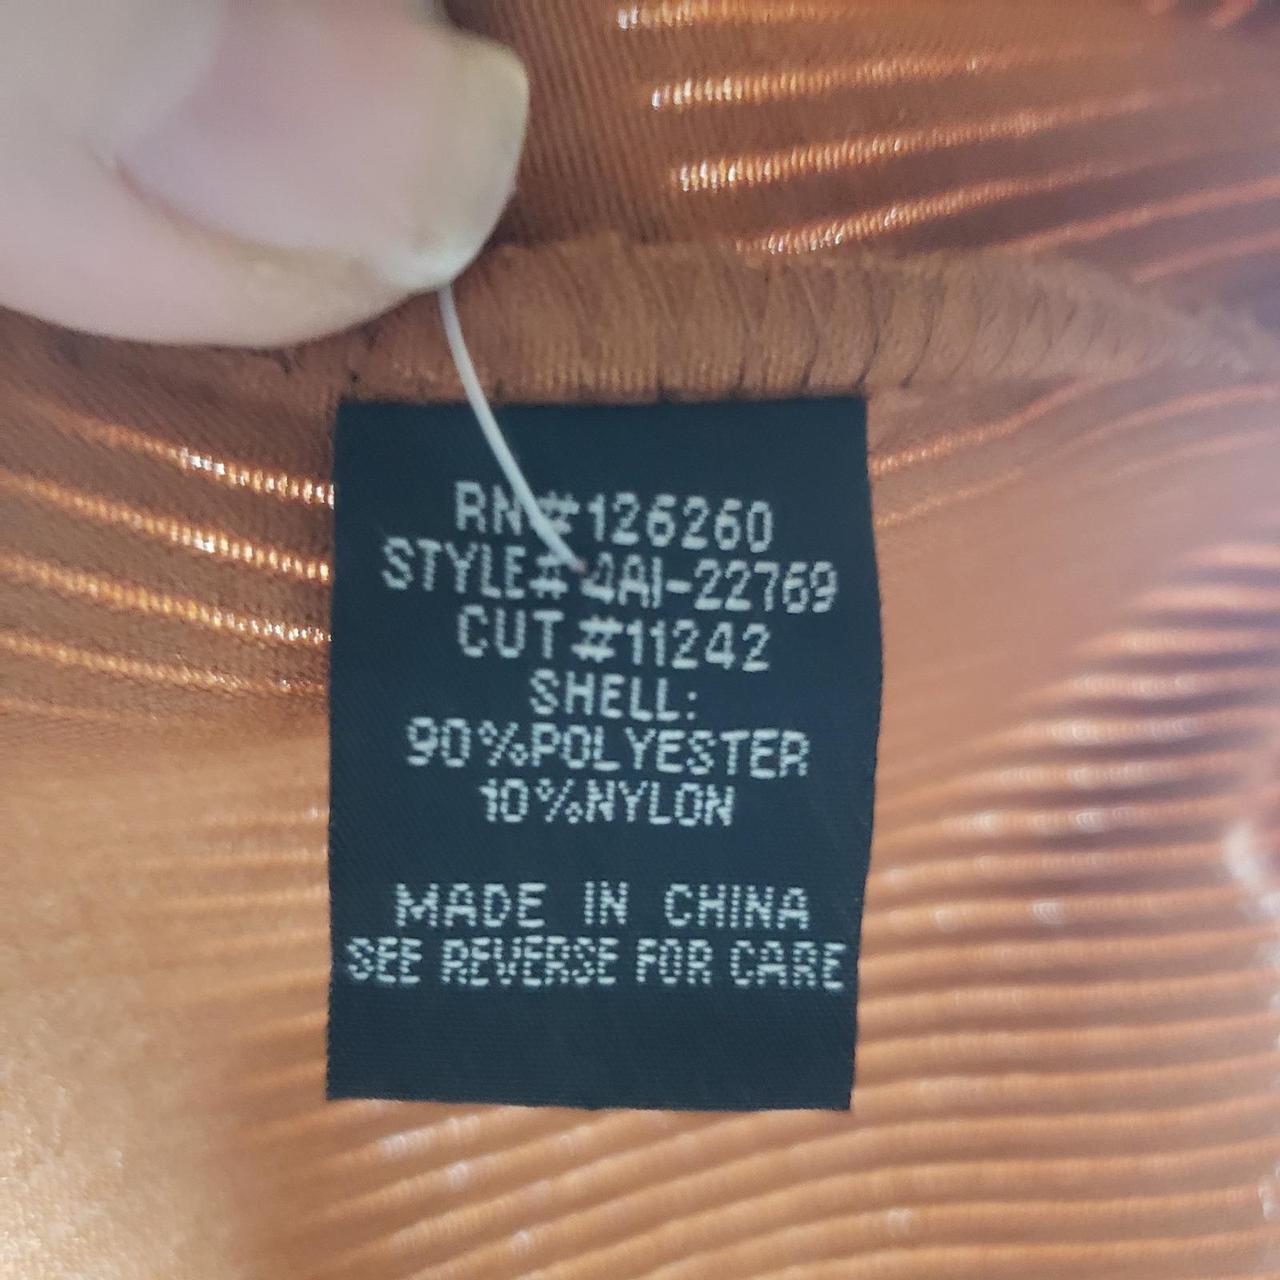 RN#126260
STYLE# 4AI-22769
CUT #11242
SHELL:
90%POLYESTER
10%NYLON
MADE IN CHINA
SEE REVERSE FOR CARE